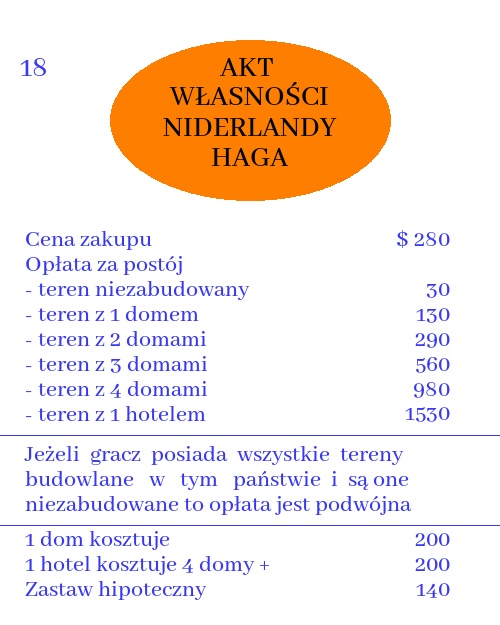 18
AKT
WŁASNOŚCI
NIDERLANDY
HAGA
Cena zakupu $ 280
Opłata za postój
- teren niezabudowany 30
- teren z 1 domem 130
- teren z 2 domami 290
- teren z 3 domami 560
- teren z 4 domami 980
- teren z 1 hotelem 1530
Jeżeli gracz posiada wszystkie tereny
budowlane w tym państwie i są one
niezabudowane to opłata jest podwójna
1 dom kosztuje 200
1 hotel kosztuje 4 domy + 200
Zastaw hipoteczny 140